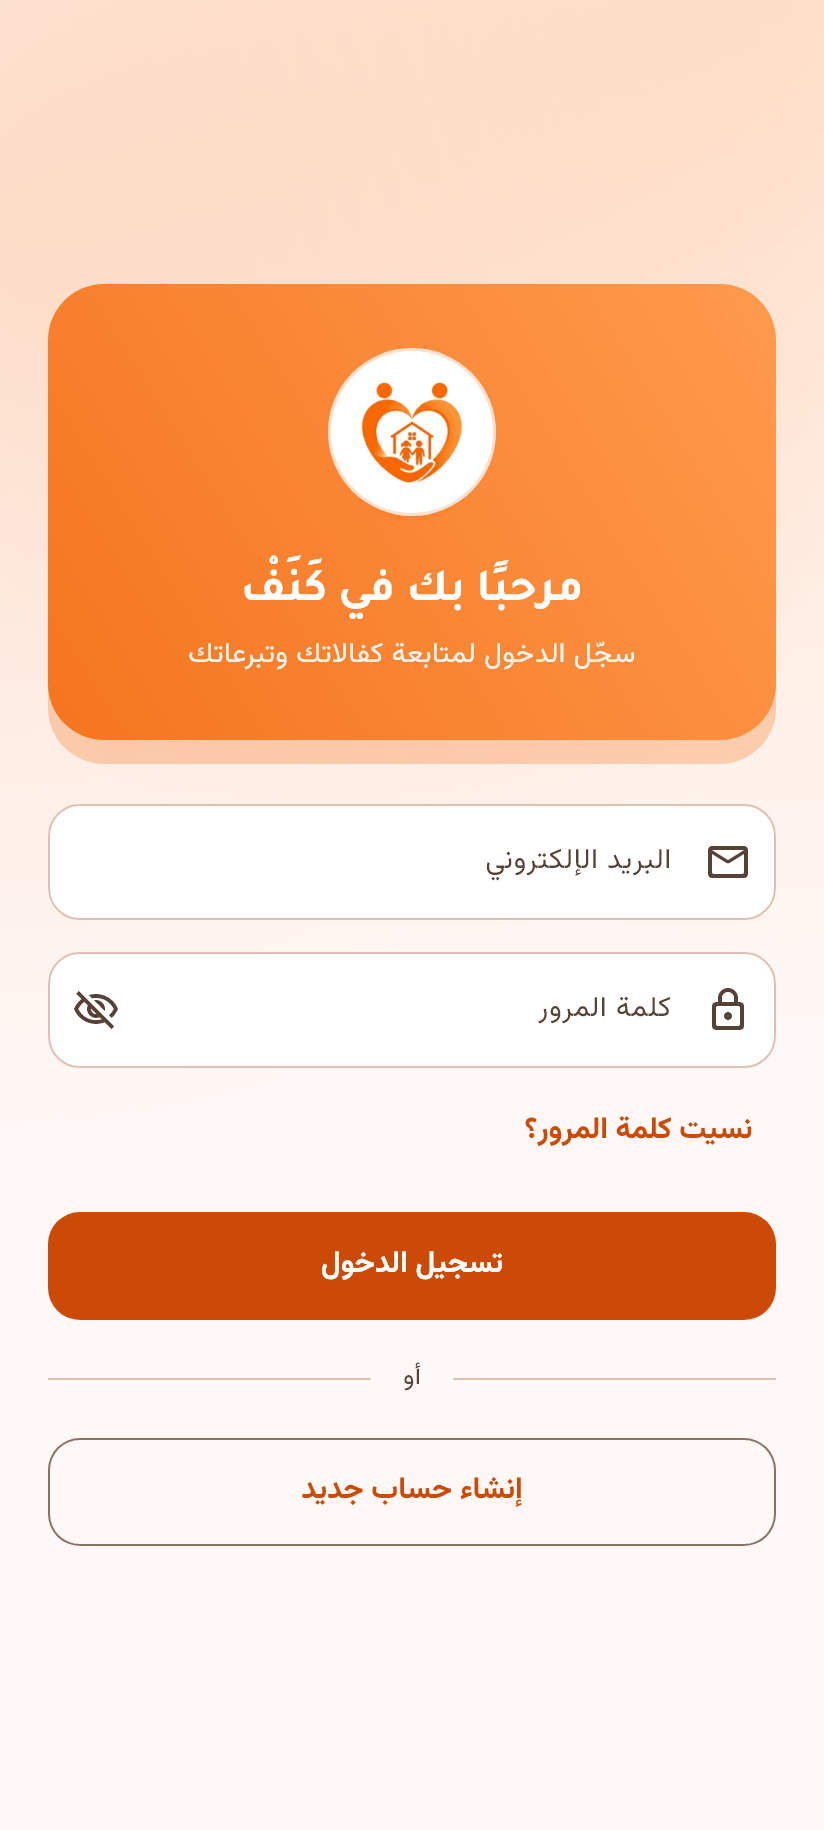 مرحبًا بك في كَنَفْ
سجّل الدخول لمتابعة كفالاتك وتبرعاتك
البريد الإلكتروني
كلمة المرور
نسيت كلمة المرور؟
تسجيل الدخول
أو
إنشاء حساب جديد